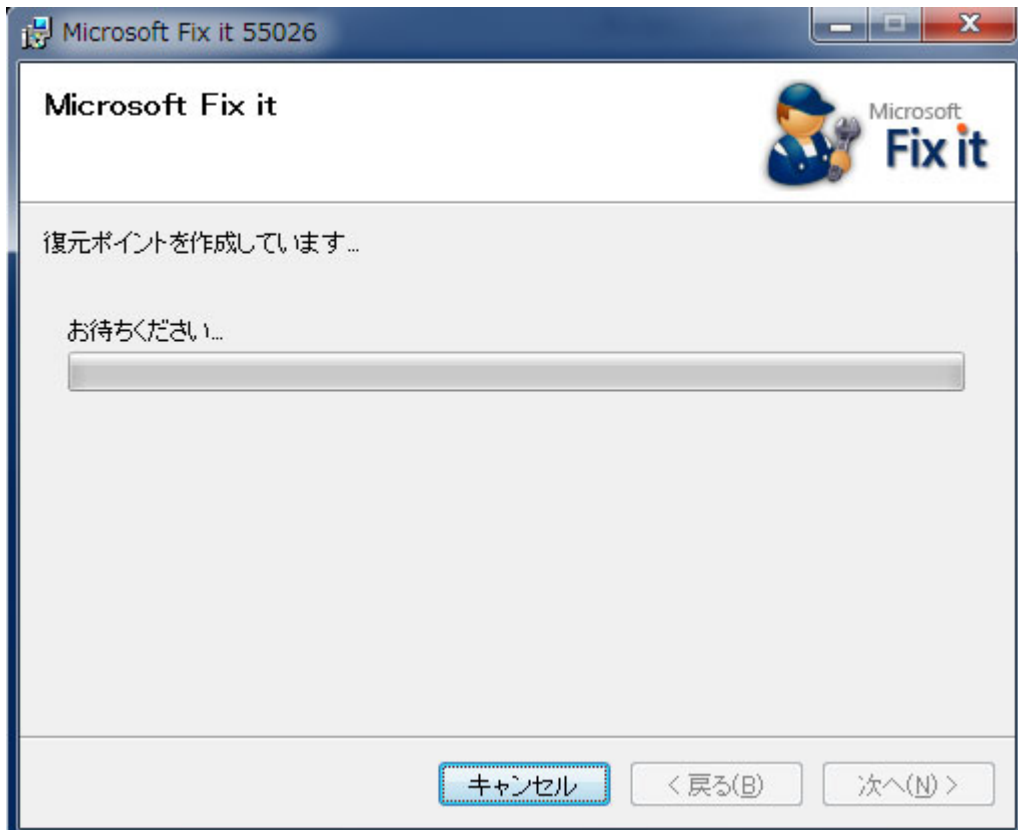 Microsoft Fix it 55026
Microsoft Fix it
Microsoft
Fix it
復元ポイントを作成しています...
お待ちください...
キャンセル
< 戻る(B)
次へ(N) >